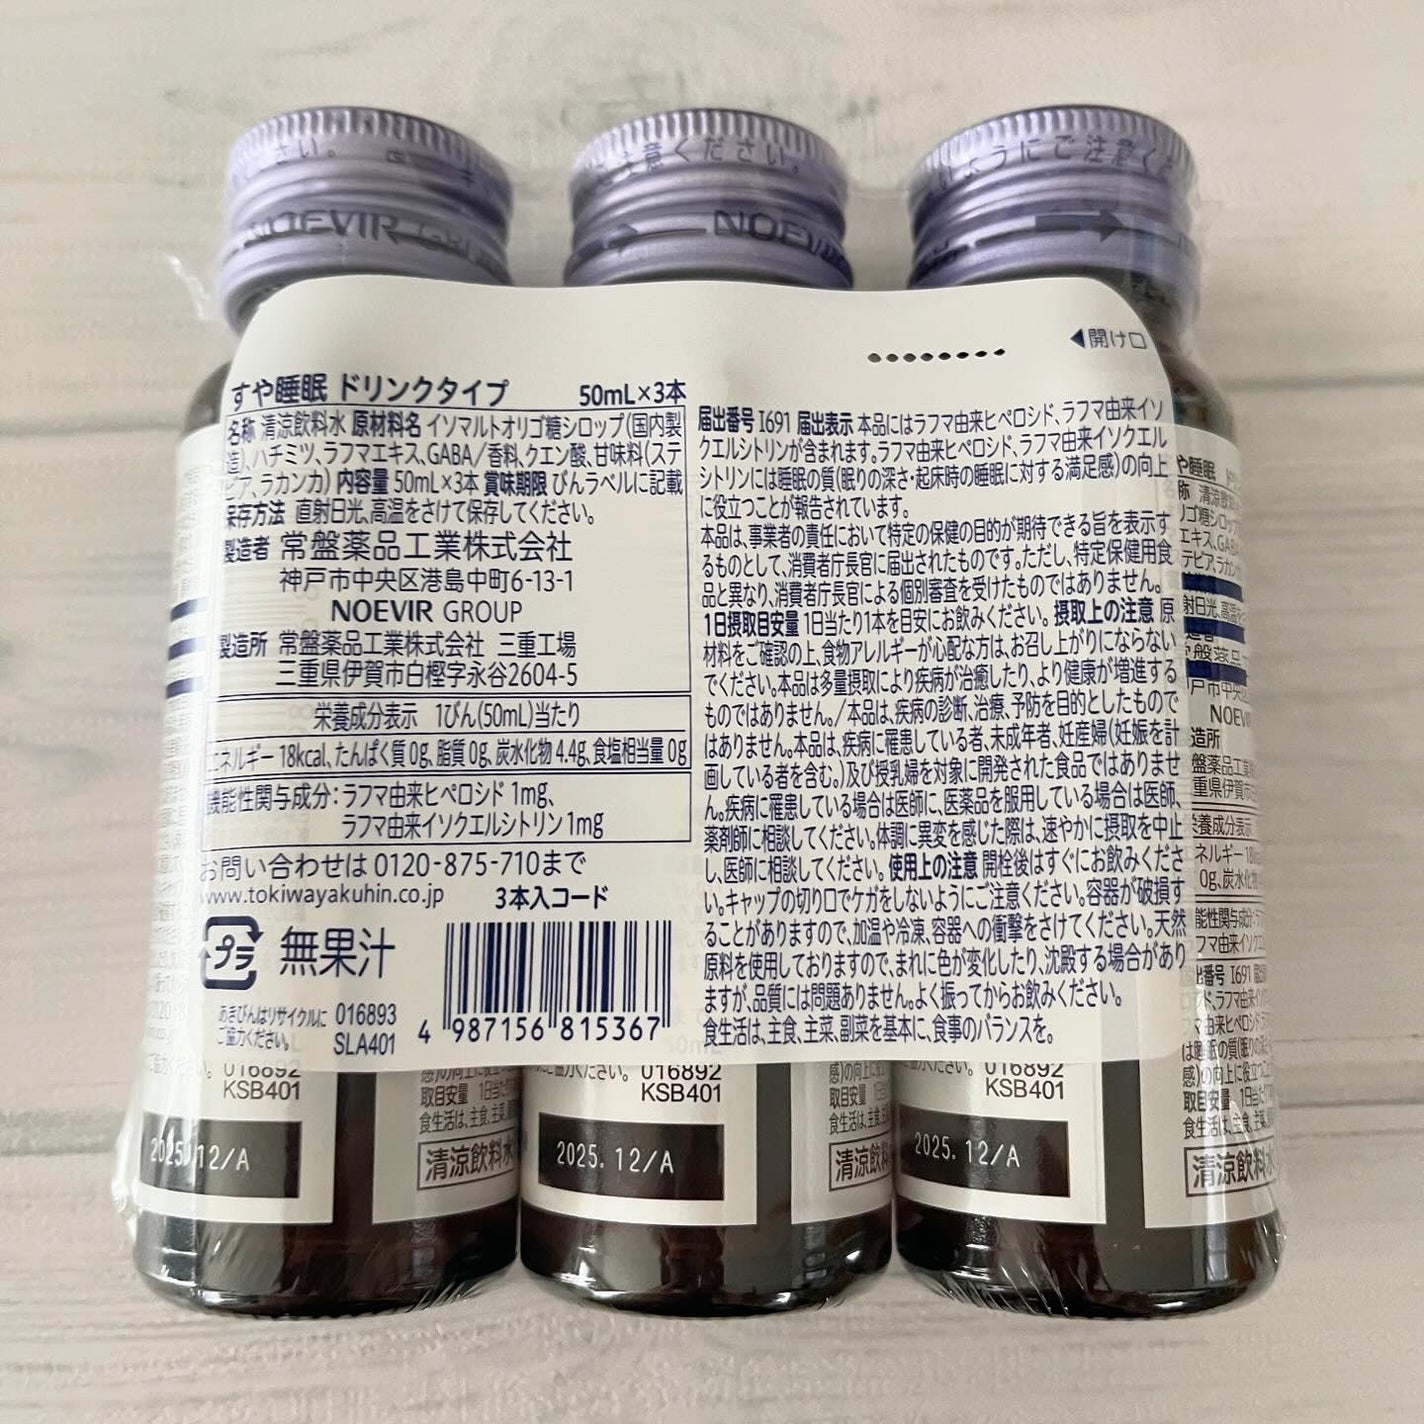 さい。
注意ください。
ようにご注意くださ
NOEVIR GR
NOEVIR
◀開け口
すや睡眠 ドリンクタイプ 50mL×3本
名称 清涼飲料水 原材料名 イソマルトオリゴ糖シロップ(国内製
造)、ハチミツ、ラフマエキス、GABA/香料、クエン酸、甘味料(ステ
ビア、ラカンカ) 内容量 50mL×3本 賞味期限 びんラベルに記載
保存方法 直射日光、高温をさけて保存してください。
製造者 常盤薬品工業株式会社
神戸市中央区港島中町6-13-1
NOEVIR GROUP
製造所 常盤薬品工業株式会社 三重工場
三重県伊賀市白樫字永谷2604-5
栄養成分表示 1びん(50mL)当たり
エネルギー 18kcal、たんぱく質 0g、脂質 0g、炭水化物 4.4g、食塩相当量 0g
機能性関与成分：ラフマ由来ヒペロシド 1mg、
ラフマ由来イソクエルシトリン 1mg
お問い合わせは 0120-875-710まで
www.tokiwayakuhin.co.jp 3本入コード
プラ 無果汁
あきびんはリサイクルに
ご協力ください。
016893
SLA401
4 987156 815367
届出番号 I691 届出表示 本品にはラフマ由来ヒペロシド、ラフマ由来イソ
クエルシトリンが含まれます。ラフマ由来ヒペロシド、ラフマ由来イソクエル
シトリンには睡眠の質(眠りの深さ・起床時の睡眠に対する満足感)の向上
に役立つことが報告されています。
本品は、事業者の責任において特定の保健の目的が期待できる旨を表示す
るものとして、消費者庁長官に届出されたものです。ただし、特定保健用食
品と異なり、消費者庁長官による個別審査を受けたものではありません。
1日摂取目安量 1日当たり1本を目安にお飲みください。摂取上の注意 原
材料をご確認の上、食物アレルギーが心配な方は、お召し上がりにならない
でください。本品は多量摂取により疾病が治癒したり、より健康が増進する
ものではありません。/本品は、疾病の診断、治療、予防を目的としたもので
はありません。本品は、疾病に罹患している者、未成年者、妊産婦(妊娠を計
画している者を含む。)及び授乳婦を対象に開発された食品ではありませ
ん。疾病に罹患している場合は医師に、医薬品を服用している場合は医師、
薬剤師に相談してください。体調に異変を感じた際は、速やかに摂取を中止
し、医師に相談してください。使用上の注意 開栓後はすぐにお飲みくださ
い。キャップの切り口でケガをしないようにご注意ください。容器が破損す
ることがありますので、加温や冷凍、容器への衝撃をさけてください。天然
原料を使用しておりますので、まれに色が変化したり、沈殿する場合があり
ますが、品質には問題ありません。よく振ってからお飲みください。
食生活は、主食、主菜、副菜を基本に、食事のバランスを。
016892
KSB401
2025.12/A
清涼飲料水
016892
KSB401
2025.12/A
清涼飲料
016892
KSB401
2025.12/A
清涼飲料水